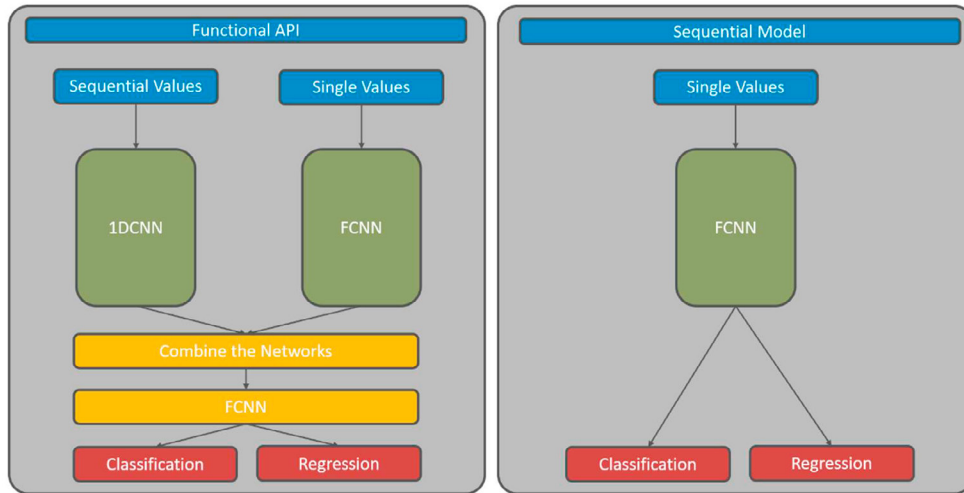 Functional API
Sequential Values
Single Values
1DCNN
FCNN
Combine the Networks
FCNN
Classification
Regression
Sequential Model
Single Values
FCNN
Classification
Regression